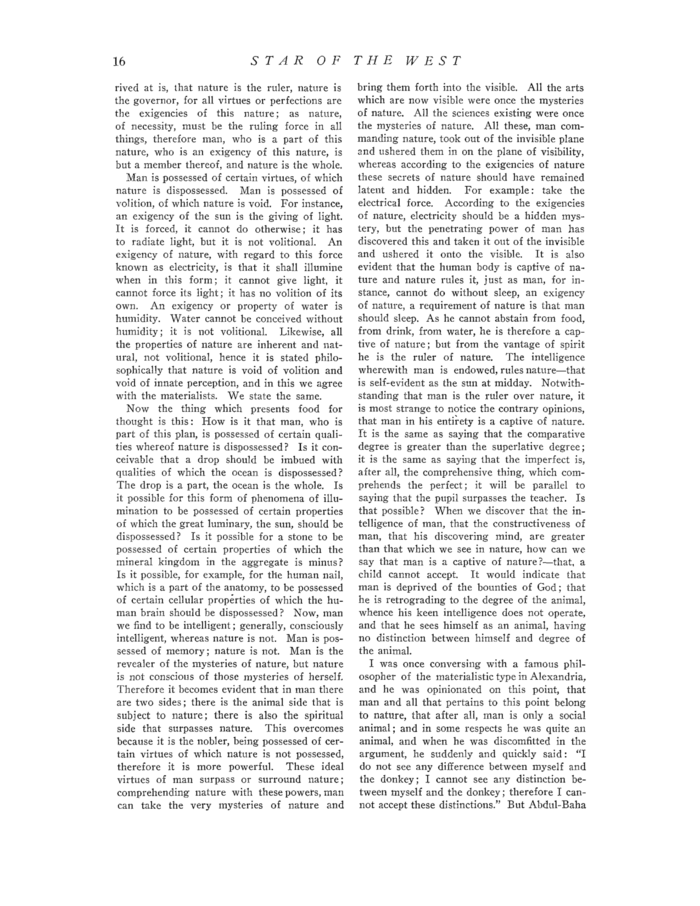 16
STAR OF THE WEST
rived at is, that nature is the ruler, nature is
the governor, for all virtues or perfections are
the exigencies of this nature; as nature,
of necessity, must be the ruling force in all
things, therefore man, who is a part of this
nature, who is an exigency of this nature, is
but a member thereof, and nature is the whole.
Man is possessed of certain virtues, of which
nature is dispossessed. Man is possessed of
volition, of which nature is void. For instance,
an exigency of the sun is the giving of light.
It is forced, it cannot do otherwise; it has
to radiate light, but it is not volitional. An
exigency of nature, with regard to this force
known as electricity, is that it shall illumine
when in this form; it cannot give light, it
cannot force its light; it has no volition of its
own. An exigency or property of water is
humidity. Water cannot be conceived without
humidity; it is not volitional. Likewise, all
the properties of nature are inherent and nat-
ural, not volitional, hence it is stated philo-
sophically that nature is void of volition and
void of innate perception, and in this we agree
with the materialists. We state the same.
Now the thing which presents food for
thought is this: How is it that man, who is
part of this plan, is possessed of certain quali-
ties whereof nature is dispossessed? Is it con-
ceivable that a drop should be imbued with
qualities of which the ocean is dispossessed?
The drop is a part, the ocean is the whole. Is
it possible for this form of phenomena of illu-
mination to be possessed of certain properties
of which the great luminary, the sun, should be
dispossessed? Is it possible for a stone to be
possessed of certain properties of which the
mineral kingdom in the aggregate is minus?
Is it possible, for example, for the human nail,
which is a part of the anatomy, to be possessed
of certain cellular properties of which the hu-
man brain should be dispossessed? Now, man
we find to be intelligent; generally, consciously
intelligent, whereas nature is not. Man is pos-
sessed of memory; nature is not. Man is the
revealer of the mysteries of nature, but nature
is not conscious of those mysteries of herself.
Therefore it becomes evident that in man there
are two sides; there is the animal side that is
subject to nature; there is also the spiritual
side that surpasses nature. This overcomes
because it is the nobler, being possessed of cer-
tain virtues of which nature is not possessed,
therefore it is more powerful. These ideal
virtues of man surpass or surround nature;
comprehending nature with these powers, man
can take the very mysteries of nature and
bring them forth into the visible. All the arts
which are now visible were once the mysteries
of nature. All the sciences existing were once
the mysteries of nature. All these, man com-
manding nature, took out of the invisible plane
and ushered them in on the plane of visibility,
whereas according to the exigencies of nature
these secrets of nature should have remained
latent and hidden. For example: take the
electrical force. According to the exigencies
of nature, electricity should be a hidden mys-
tery, but the penetrating power of man has
discovered this and taken it out of the invisible
and ushered it onto the visible. It is also
evident that the human body is captive of na-
ture and nature rules it, just as man, for in-
stance, cannot do without sleep, an exigency
of nature, a requirement of nature is that man
should sleep. As he cannot abstain from food,
from drink, from water, he is therefore a cap-
tive of nature; but from the vantage of spirit
he is the ruler of nature. The intelligence
wherewith man is endowed, rules nature—that
is self-evident as the sun at midday. Notwith-
standing that man is the ruler over nature, it
is most strange to notice the contrary opinions,
that man in his entirety is a captive of nature.
It is the same as saying that the comparative
degree is greater than the superlative degree;
it is the same as saying that the imperfect is,
after all, the comprehensive thing, which com-
prehends the perfect; it will be parallel to
saying that the pupil surpasses the teacher. Is
that possible? When we discover that the in-
telligence of man, that the constructiveness of
man, that his discovering mind, are greater
than that which we see in nature, how can we
say that man is a captive of nature?—that, a
child cannot accept. It would indicate that
man is deprived of the bounties of God; that
he is retrograding to the degree of the animal,
whence his keen intelligence does not operate,
and that he sees himself as an animal, having
no distinction between himself and degree of
the animal.
I was once conversing with a famous phil-
osopher of the materialistic type in Alexandria,
and he was opinionated on this point, that
man and all that pertains to this point belong
to nature, that after all, man is only a social
animal; and in some respects he was quite an
animal, and when he was discomfitted in the
argument, he suddenly and quickly said: "I
do not see any difference between myself and
the donkey; I cannot see any distinction be-
tween myself and the donkey; therefore I can-
not accept these distinctions." But Abdul-Baha